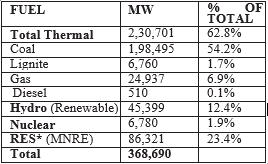 FUEL MW % OF TOTAL
Total Thermal 2,30,701 62.8%
Coal 1,98,495 54.2%
Lignite 6,760 1.7%
Gas 24,937 6.9%
Diesel 510 0.1%
Hydro (Renewable) 45,399 12.4%
Nuclear 6,780 1.9%
RES* (MNRE) 86,321 23.4%
Total 368,690